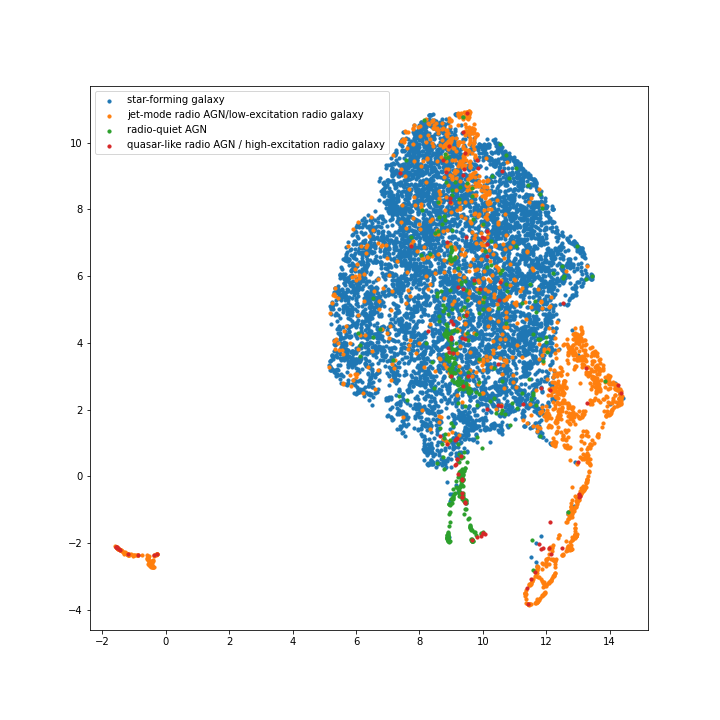 star-forming galaxy
jet-mode radio AGN/low-excitation radio galaxy
radio-quiet AGN
quasar-like radio AGN / high-excitation radio galaxy
10
8
6
4
2
0
−2
−4
−2 0 2 4 6 8 10 12 14